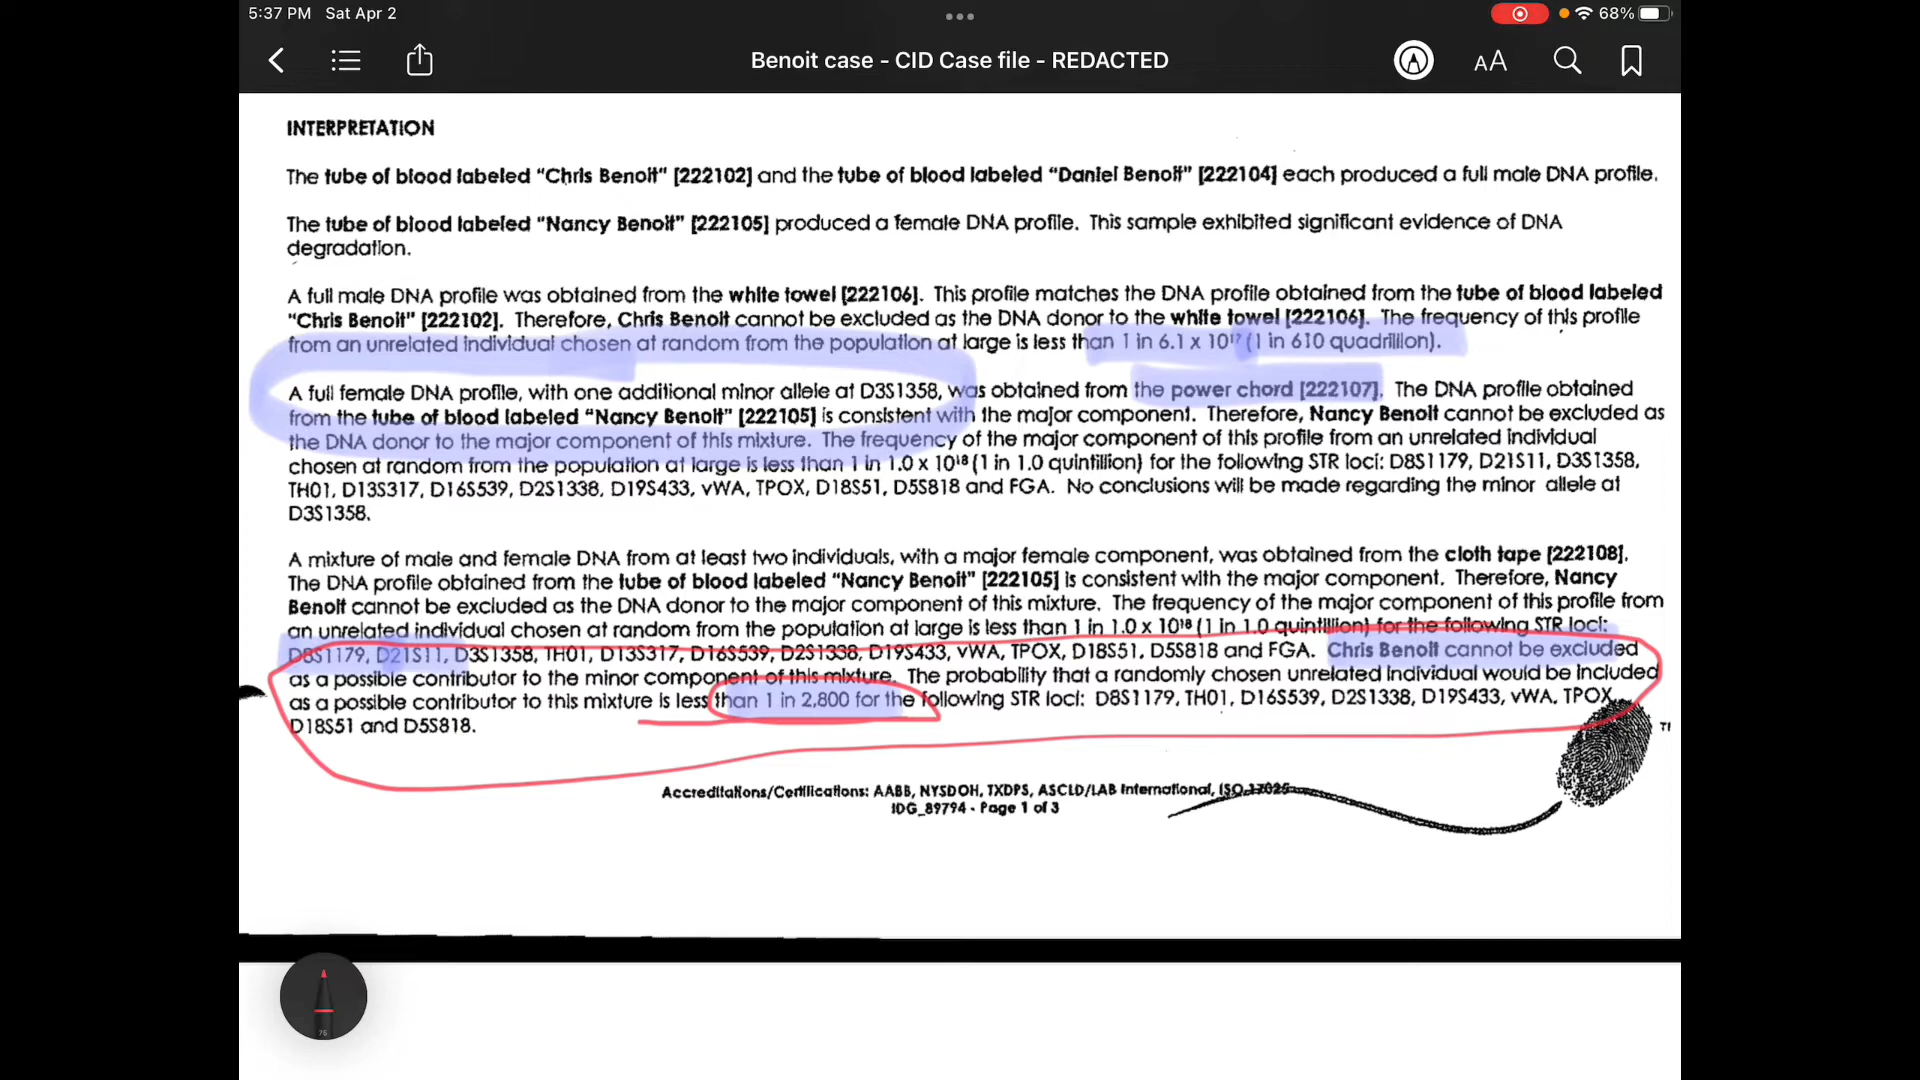 5:37 PM Sat Apr 2
68%
Benoit case - CID Case file - REDACTED
AA
INTERPRETATION
The tube of blood labeled "Chris Benoit" [222102] and the tube of blood labeled "Daniel Benoit" [222104] each produced a full male DNA profile.
The tube of blood labeled "Nancy Benoit" [222105] produced a female DNA profile. This sample exhibited significant evidence of DNA
degradation.
A full male DNA profile was obtained from the white towel [222106]. This profile matches the DNA profile obtained from the tube of blood labeled
"Chris Benoit" [222102]. Therefore, Chris Benoit cannot be excluded as the DNA donor to the white towel [222106]. The frequency of this profile
from an unrelated individual chosen at random from the population at large is less than 1 in 6.1 x 10¹⁷ (1 in 610 quadrillion).
A full female DNA profile, with one additional minor allele at D3S1358, was obtained from the power chord [222107]. The DNA profile obtained
from the tube of blood labeled "Nancy Benoit" [222105] is consistent with the major component. Therefore, Nancy Benoit cannot be excluded as
the DNA donor to the major component of this mixture. The frequency of the major component of this profile from an unrelated individual
chosen at random from the population at large is less than 1 in 1.0 x 10¹⁸ (1 in 1.0 quintillion) for the following STR loci: D8S1179, D21S11, D3S1358,
TH01, D13S317, D16S539, D2S1338, D19S433, vWA, TPOX, D18S51, D5S818 and FGA. No conclusions will be made regarding the minor allele at
D3S1358.
A mixture of male and female DNA from at least two individuals, with a major female component, was obtained from the cloth tape [222108].
The DNA profile obtained from the tube of blood labeled "Nancy Benoit" [222105] is consistent with the major component. Therefore, Nancy
Benoit cannot be excluded as the DNA donor to the major component of this mixture. The frequency of the major component of this profile from
an unrelated individual chosen at random from the population at large is less than 1 in 1.0 x 10¹⁸ (1 in 1.0 quintillion) for the following STR loci:
D8S1179, D21S11, D3S1358, TH01, D13S317, D16S539, D2S1338, D19S433, vWA, TPOX, D18S51, D5S818 and FGA. Chris Benoit cannot be excluded
as a possible contributor to the minor component of this mixture. The probability that a randomly chosen unrelated individual would be included
as a possible contributor to this mixture is less than 1 in 2,800 for the following STR loci: D8S1179, TH01, D16S539, D2S1338, D19S433, vWA, TPOX,
D18S51 and D5S818.
Accreditations/Certifications: AABB, NYSDOH, TXDPS, ASCLD/LAB International, ISO 17025
IDG_89794 - Page 1 of 3
75